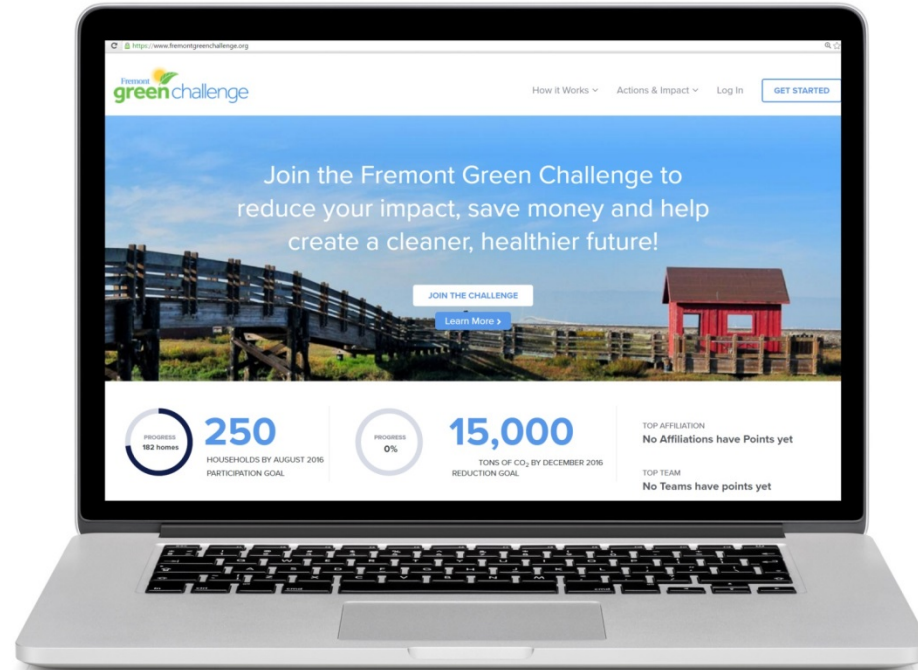 https://www.fremontgreenchallenge.org
Fremont
green challenge
How it Works
Actions & Impact
Log In
GET STARTED
Join the Fremont Green Challenge to
reduce your impact, save money and help
create a cleaner, healthier future!
JOIN THE CHALLENGE
Learn More ›
PROGRESS
182 homes
250
HOUSEHOLDS BY AUGUST 2016
PARTICIPATION GOAL
PROGRESS
0%
15,000
TONS OF CO₂ BY DECEMBER 2016
REDUCTION GOAL
TOP AFFILIATION
No Affiliations have Points yet
TOP TEAM
No Teams have points yet